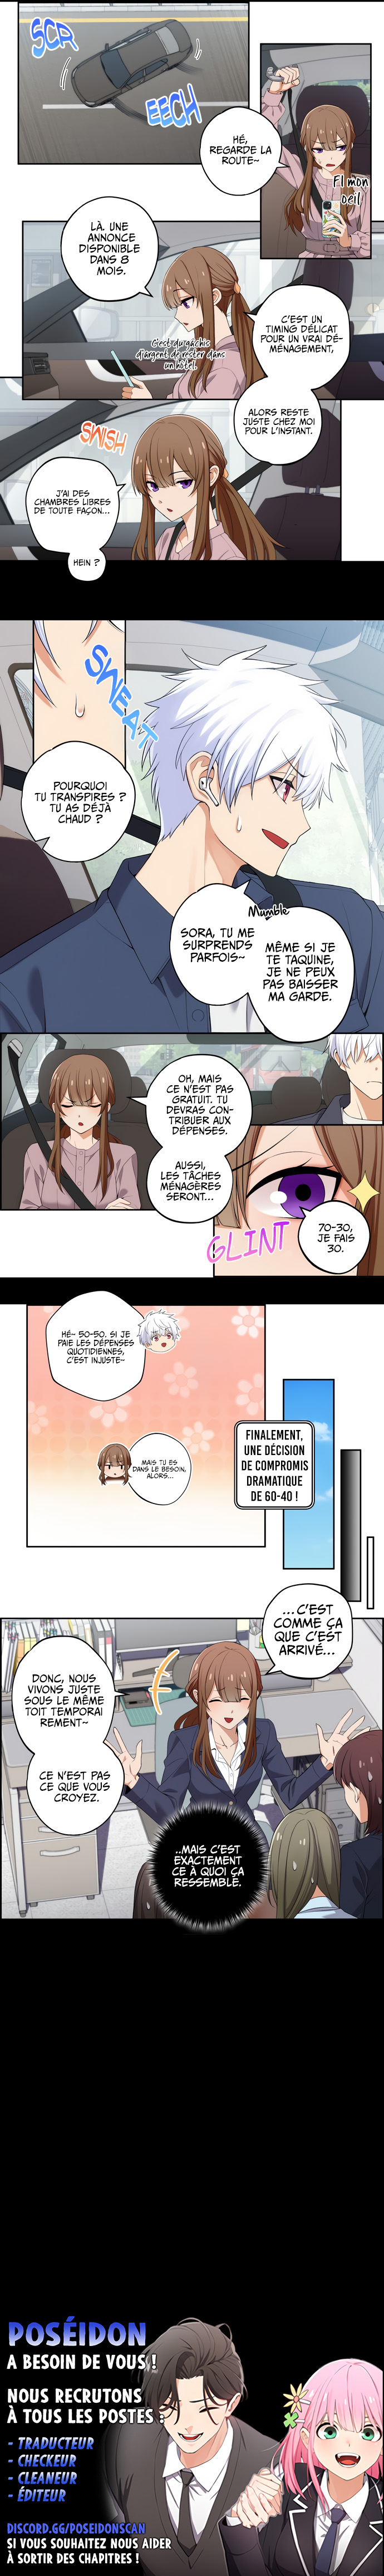 SCR
EECH
HÉ,
REGARDE LA
ROUTE~
LÀ. UNE
ANNONCE
DISPONIBLE
DANS 8
MOIS.
C'est du gâchis
d'argent de rester dans
un hôtel.
C'EST UN
TIMING DÉLICAT
POUR UN VRAI DÉ-
MÉNAGEMENT,
ALORS RESTE
JUSTE CHEZ MOI
POUR L'INSTANT.
SWISH
J'AI DES
CHAMBRES LIBRES
DE TOUTE FAÇON...
HEIN ?
SWEAT
POURQUOI
TU TRANSPIRES ?
TU AS DÉJÀ
CHAUD ?
Mumble
SORA, TU ME
SURPRENDS
PARFOIS~
MÊME SI JE
TE TAQUINE,
JE NE PEUX
PAS BAISSER
MA GARDE.
OH, MAIS
CE N'EST PAS
GRATUIT. TU
DEVRAS CON-
TRIBUER AUX
DÉPENSES.
AUSSI,
LES TÂCHES
MÉNAGÈRES
SERONT...
GLINT
70-30,
JE FAIS
30.
HÉ~ 50-50. SI JE
PAIE LES DÉPENSES
QUOTIDIENNES,
C'EST INJUSTE~
MAIS TU ES
DANS LE BESOIN,
ALORS...
FINALEMENT,
UNE DÉCISION
DE COMPROMIS
DRAMATIQUE
DE 60-40 !
...C'EST
COMME ÇA
QUE C'EST
ARRIVÉ...
DONC, NOUS
VIVONS JUSTE
SOUS LE MÊME
TOIT TEMPORAI
REMENT~
CE N'EST PAS
CE QUE VOUS
CROYEZ.
..MAIS C'EST
EXACTEMENT
CE À QUOI ÇA
RESSEMBLE.
POSÉIDON
A BESOIN DE VOUS !
NOUS RECRUTONS
À TOUS LES POSTES :
- TRADUCTEUR
- CHECKEUR
- CLEANEUR
- ÉDITEUR
DISCORD.GG/POSEIDONSCAN
SI VOUS SOUHAITEZ NOUS AIDER
À SORTIR DES CHAPITRES !